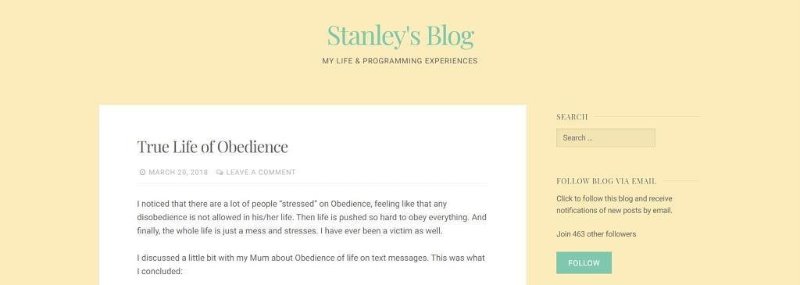 Stanley's Blog
MY LIFE & PROGRAMMING EXPERIENCES
True Life of Obedience
MARCH 29, 2018 LEAVE A COMMENT
I noticed that there are a lot of people "stressed" on Obedience, feeling like that any
disobedience is not allowed in his/her life. Then life is pushed so hard to obey everything. And
finally, the whole life is just a mess and stresses. I have ever been a victim as well.
I discussed a little bit with my Mum about Obedience of life on text messages. This was what
I concluded:
SEARCH
Search …
FOLLOW BLOG VIA EMAIL
Click to follow this blog and receive
notifications of new posts by email.
Join 463 other followers
FOLLOW